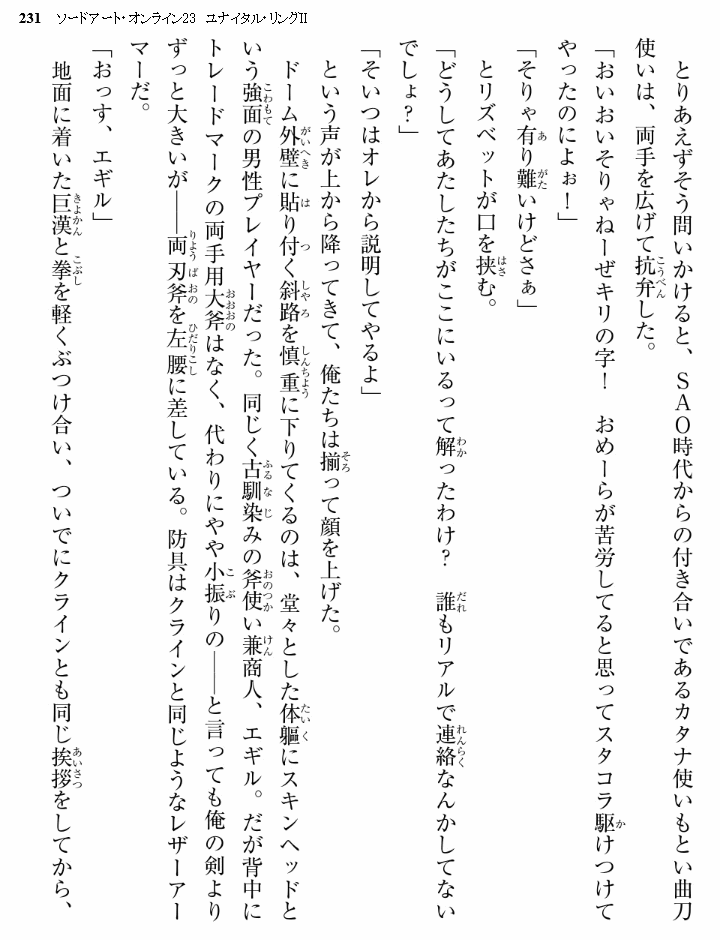 231 ソードアート・オンライン23 ユナイタル・リングⅡ
とりあえずそう問いかけると、ＳＡＯ時代からの付き合いであるカタナ使いもとい曲刀
使いは、両手を広げて抗弁した。
「おいおいそりゃねーぜキリの字！　おめーらが苦労してると思ってスタコラ駆けつけて
やったのによぉ！」
「そりゃ有り難いけどさぁ」
とリズベットが口を挟む。
「どうしてあたしたちがここにいるって解ったわけ？　誰もリアルで連絡なんかしてない
でしょ？」
「そいつはオレから説明してやるよ」
という声が上から降ってきて、俺たちは揃って顔を上げた。
ドーム外壁に貼り付く斜路を慎重に下りてくるのは、堂々とした体軀にスキンヘッドと
いう強面の男性プレイヤーだった。同じく古馴染みの斧使い兼商人、エギル。だが背中に
トレードマークの両手用大斧はなく、代わりにやや小振りの――と言っても俺の剣より
ずっと大きいが――両刃斧を左腰に差している。防具はクラインと同じようなレザーアー
マーだ。
「おっす、エギル」
地面に着いた巨漢と拳を軽くぶつけ合い、ついでにクラインとも同じ挨拶をしてから、